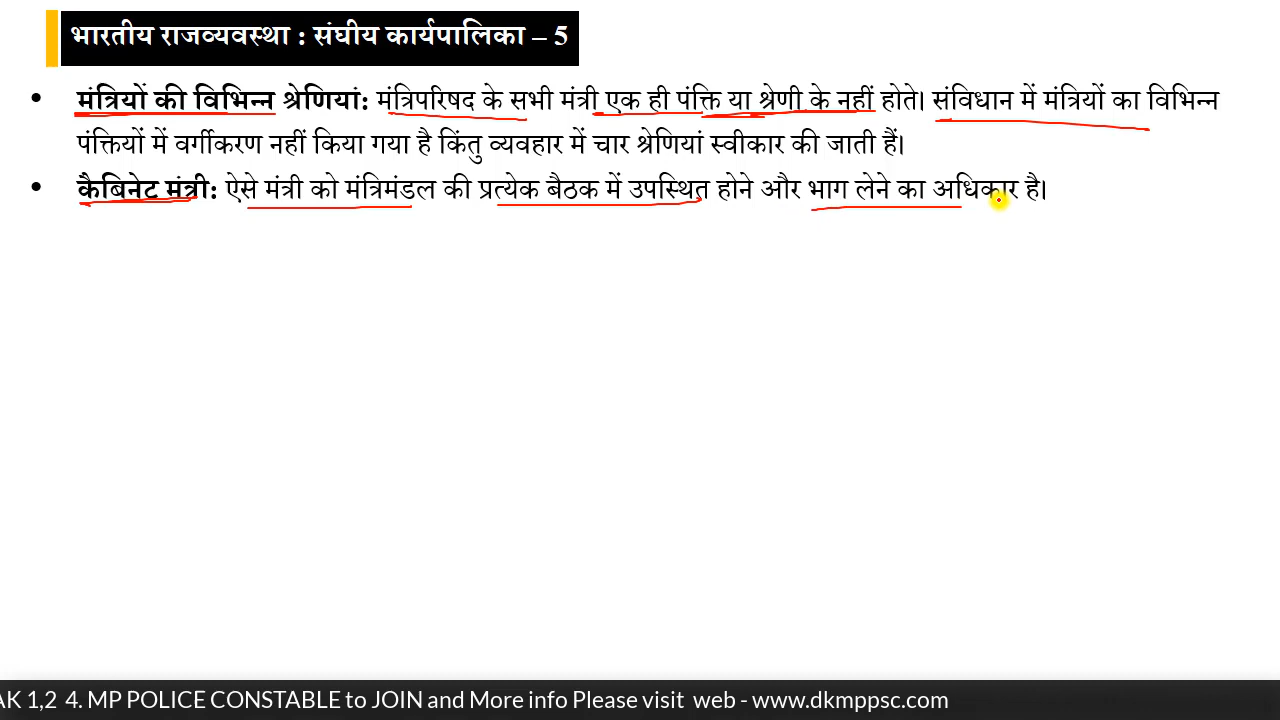 भारतीय राजव्यवस्था : संघीय कार्यपालिका – 5
• मंत्रियों की विभिन्न श्रेणियां: मंत्रिपरिषद के सभी मंत्री एक ही पंक्ति या श्रेणी के नहीं होते। संविधान में मंत्रियों का विभिन्न
पंक्तियों में वर्गीकरण नहीं किया गया है किंतु व्यवहार में चार श्रेणियां स्वीकार की जाती हैं।
• कैबिनेट मंत्री: ऐसे मंत्री को मंत्रिमंडल की प्रत्येक बैठक में उपस्थित होने और भाग लेने का अधिकार है।
AK 1,2 4. MP POLICE CONSTABLE to JOIN and More info Please visit web - www.dkmppsc.com